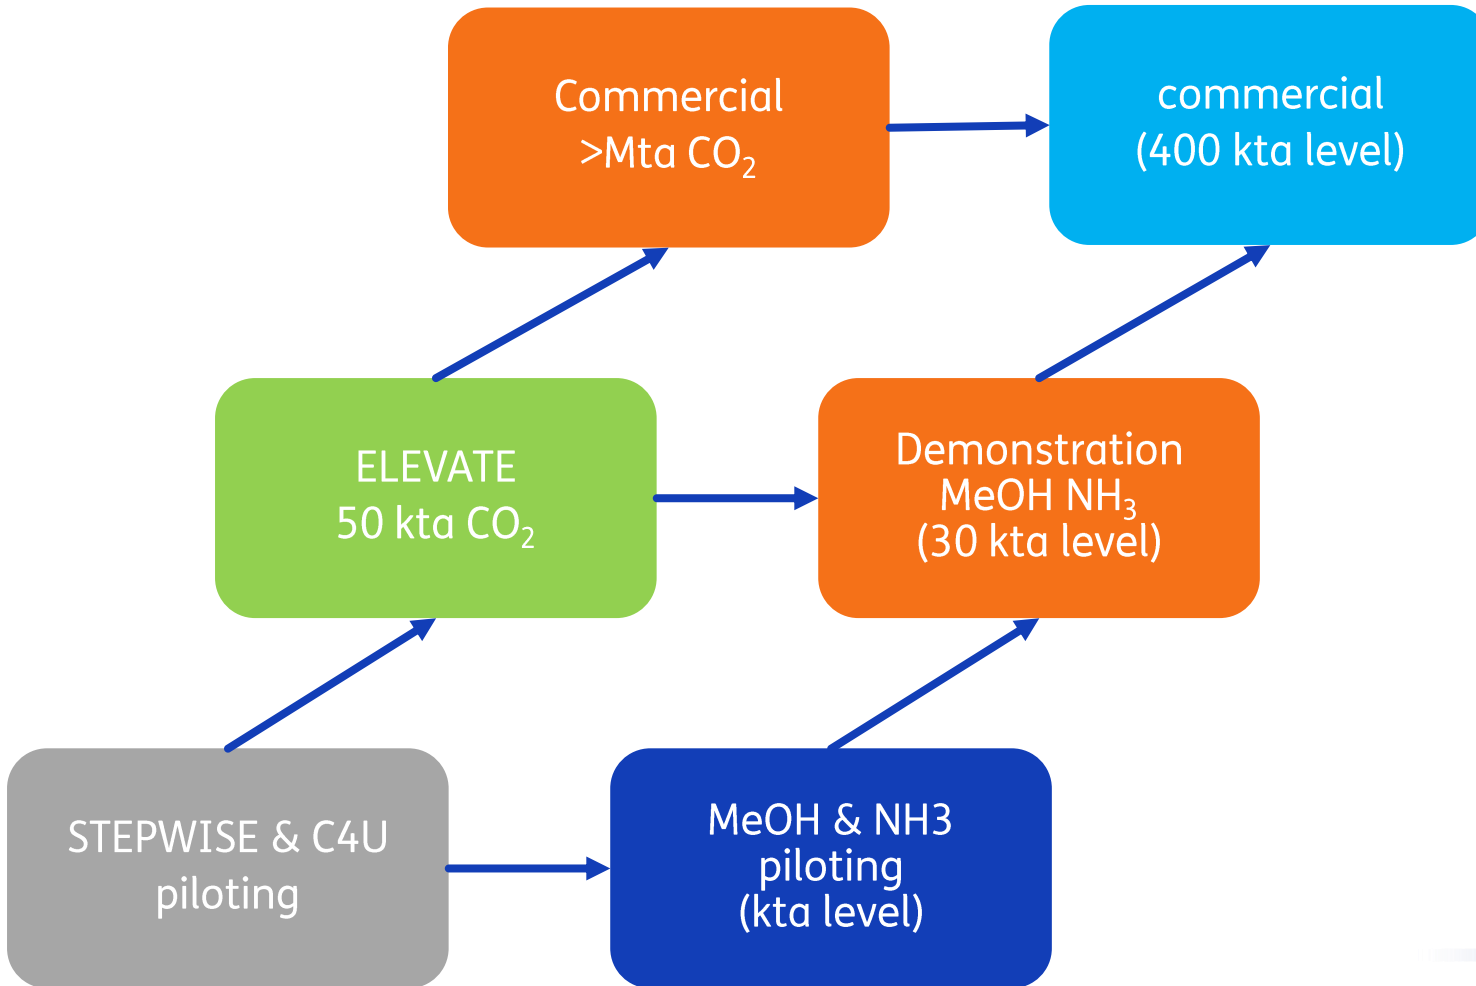 Commercial
>Mta CO₂
commercial
(400 kta level)
ELEVATE
50 kta CO₂
Demonstration
MeOH NH₃
(30 kta level)
STEPWISE & C4U
piloting
MeOH & NH3
piloting
(kta level)